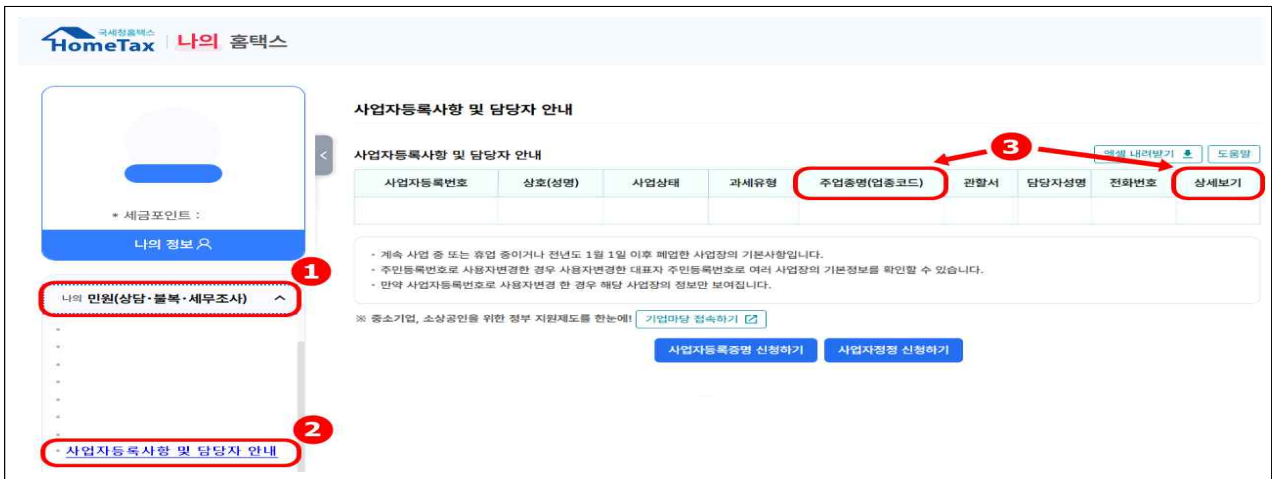 국세청홈택스
HomeTax 나의 홈택스
* 세금포인트 :
나의 정보
1
나의 민원(상담·불복·세무조사)
2
사업자등록사항 및 담당자 안내
사업자등록사항 및 담당자 안내
사업자등록사항 및 담당자 안내
3
엑셀 내려받기 도움말
사업자등록번호 상호(성명) 사업상태 과세유형 주업종명(업종코드) 관할서 담당자성명 전화번호 상세보기
- 계속 사업 중 또는 휴업 중이거나 전년도 1월 1일 이후 폐업한 사업장의 기본사항입니다.
- 주민등록번호로 사용자변경한 경우 사용자변경한 대표자 주민등록번호로 여러 사업장의 기본정보를 확인할 수 있습니다.
- 만약 사업자등록번호로 사용자변경 한 경우 해당 사업장의 정보만 보여집니다.
※ 중소기업, 소상공인을 위한 정부 지원제도를 한눈에! 기업마당 접속하기
사업자등록증명 신청하기 사업자정정 신청하기